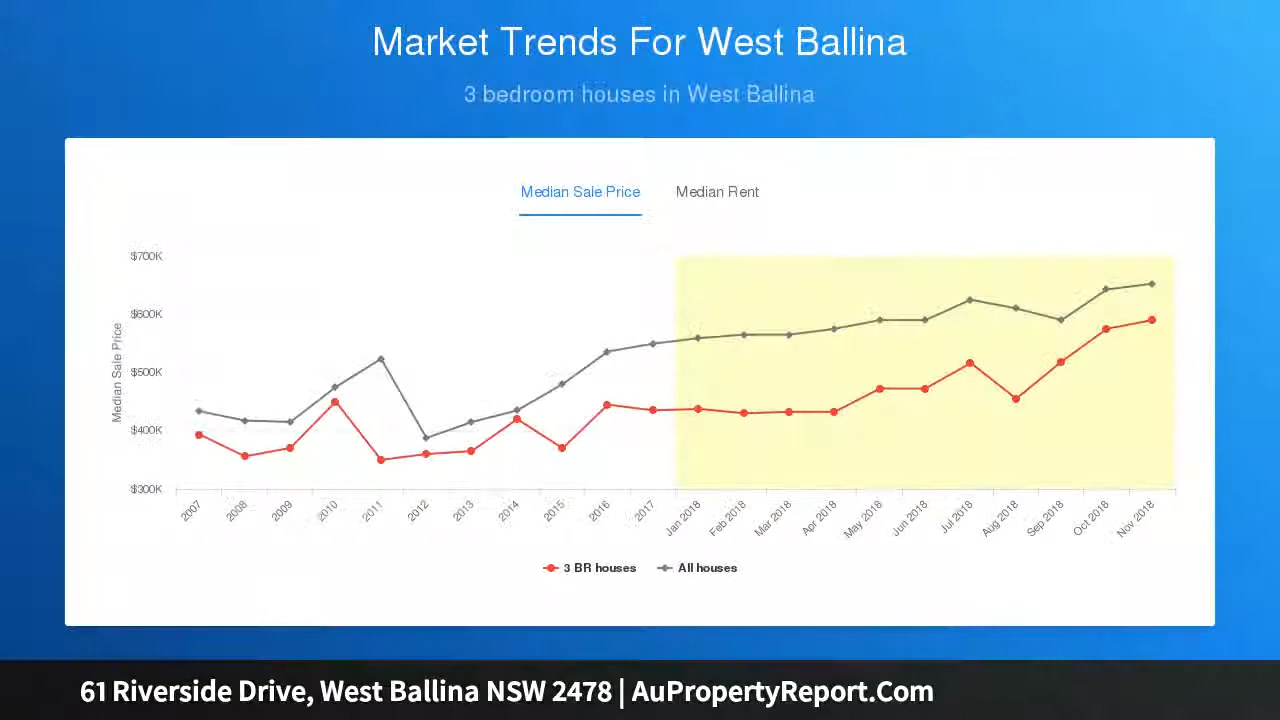 Market Trends For West Ballina
3 bedroom houses in West Ballina
Median Sale Price Median Rent
$700K
$600K
$500K
$400K
$300K
Median Sale Price
2007 2008 2009 2010 2011 2012 2013 2014 2015 2016 2017 Jan 2018 Feb 2018 Mar 2018 Apr 2018 May 2018 Jun 2018 Jul 2018 Aug 2018 Sep 2018 Oct 2018 Nov 2018
3 BR houses All houses
61 Riverside Drive, West Ballina NSW 2478 | AuPropertyReport.Com